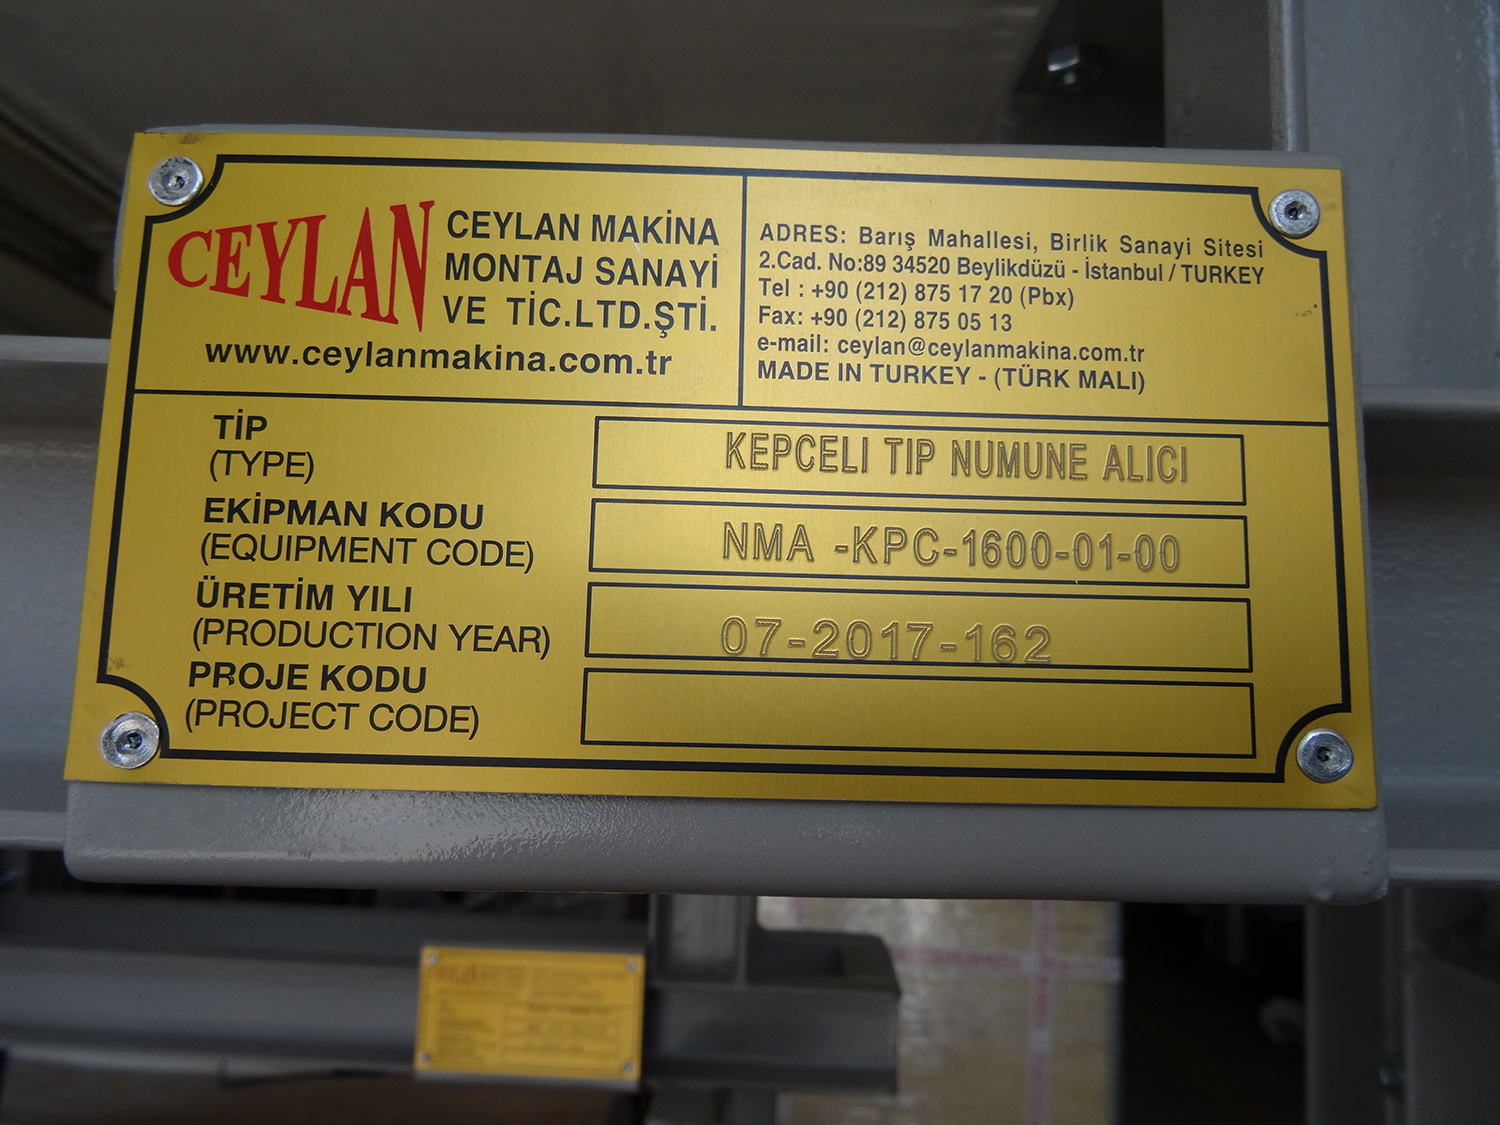 CEYLAN
CEYLAN MAKİNA
MONTAJ SANAYİ
VE TİC.LTD.ŞTİ.
www.ceylanmakina.com.tr
ADRES: Barış Mahallesi, Birlik Sanayi Sitesi
2.Cad. No:89 34520 Beylikdüzü - İstanbul / TURKEY
Tel : +90 (212) 875 17 20 (Pbx)
Fax: +90 (212) 875 05 13
e-mail: ceylan@ceylanmakina.com.tr
MADE IN TURKEY - (TÜRK MALI)
TİP
(TYPE)
KEPCELI TIP NUMUNE ALICI
EKİPMAN KODU
(EQUIPMENT CODE)
NMA -KPC-1600-01-00
ÜRETİM YILI
(PRODUCTION YEAR)
07-2017-162
PROJE KODU
(PROJECT CODE)
CEYLAN